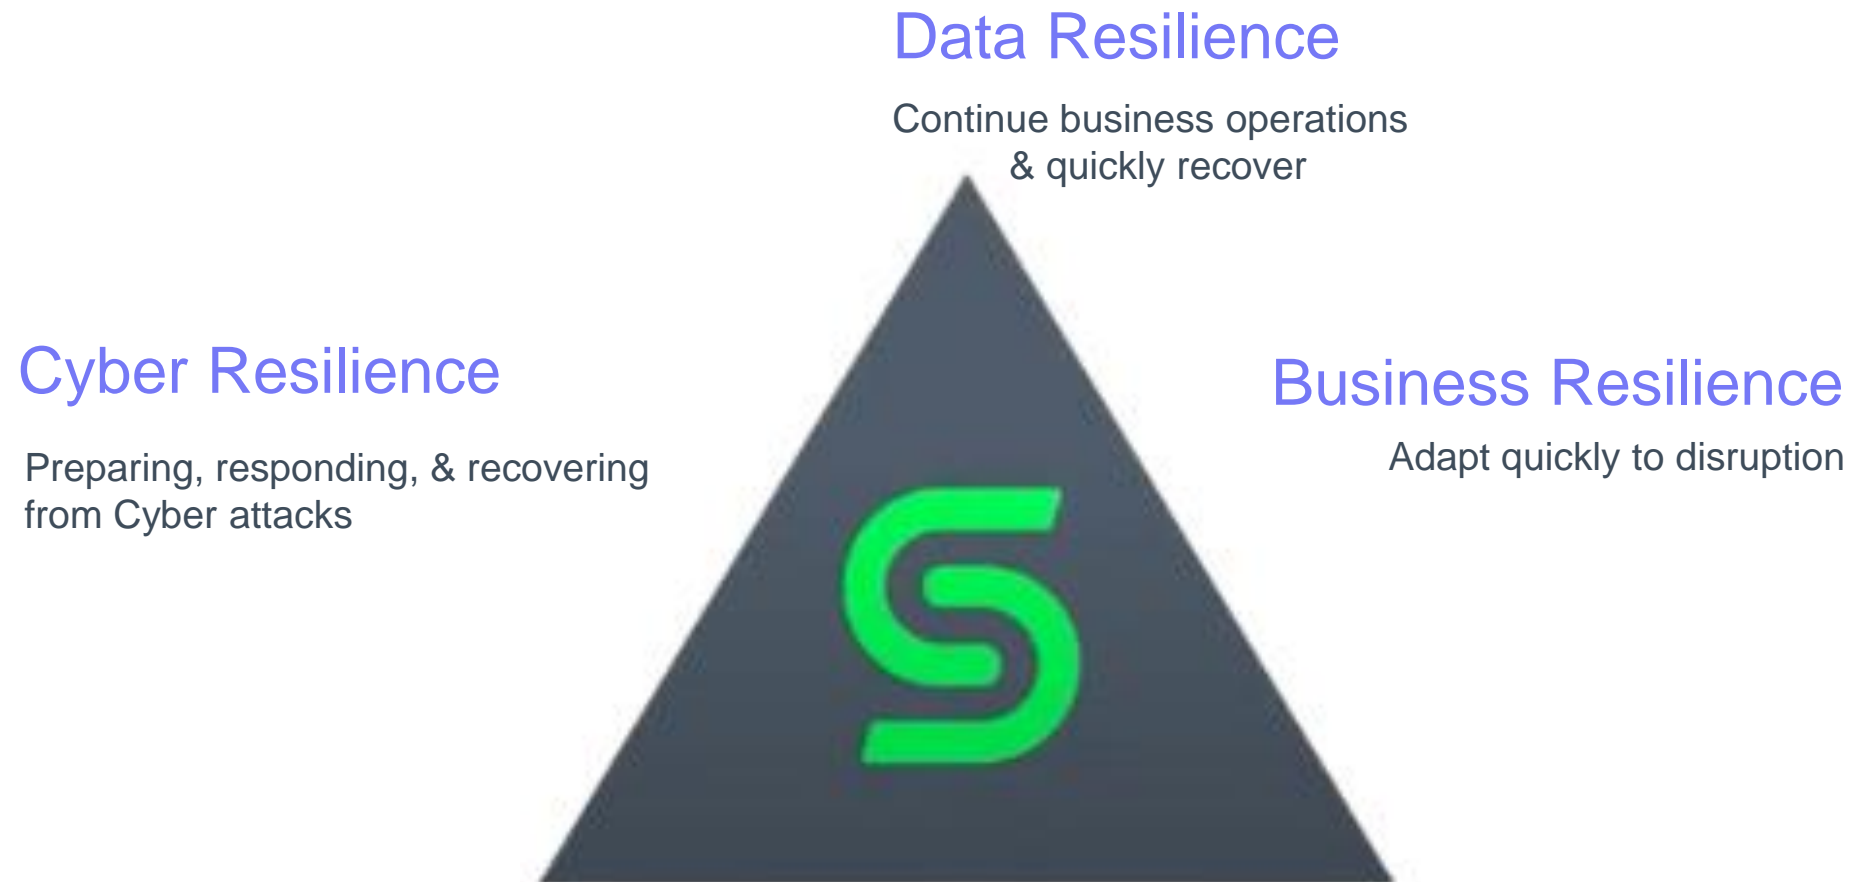 Data Resilience
Continue business operations
& quickly recover
Cyber Resilience
Preparing, responding, & recovering
from Cyber attacks
Business Resilience
Adapt quickly to disruption